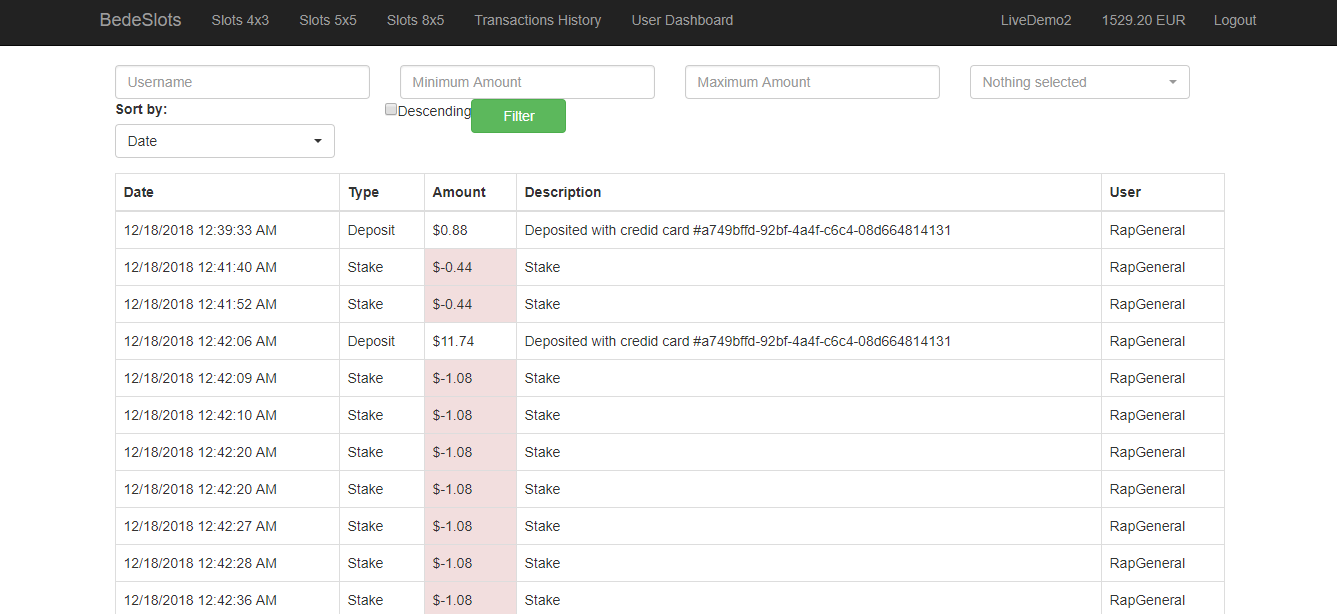 BedeSlots Slots 4x3 Slots 5x5 Slots 8x5 Transactions History User Dashboard LiveDemo2 1529.20 EUR Logout
Username Minimum Amount Maximum Amount Nothing selected
Sort by: Descending Filter
Date
Date Type Amount Description User
12/18/2018 12:39:33 AM Deposit $0.88 Deposited with credid card #a749bffd-92bf-4a4f-c6c4-08d664814131 RapGeneral
12/18/2018 12:41:40 AM Stake $-0.44 Stake RapGeneral
12/18/2018 12:41:52 AM Stake $-0.44 Stake RapGeneral
12/18/2018 12:42:06 AM Deposit $11.74 Deposited with credid card #a749bffd-92bf-4a4f-c6c4-08d664814131 RapGeneral
12/18/2018 12:42:09 AM Stake $-1.08 Stake RapGeneral
12/18/2018 12:42:10 AM Stake $-1.08 Stake RapGeneral
12/18/2018 12:42:20 AM Stake $-1.08 Stake RapGeneral
12/18/2018 12:42:20 AM Stake $-1.08 Stake RapGeneral
12/18/2018 12:42:27 AM Stake $-1.08 Stake RapGeneral
12/18/2018 12:42:28 AM Stake $-1.08 Stake RapGeneral
12/18/2018 12:42:36 AM Stake $-1.08 Stake RapGeneral